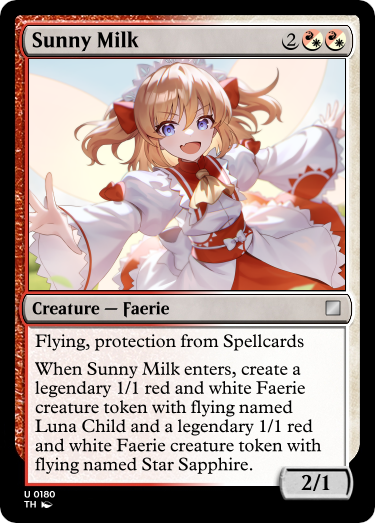 Sunny Milk 2
Creature — Faerie
Flying, protection from Spellcards
When Sunny Milk enters, create a
legendary 1/1 red and white Faerie
creature token with flying named
Luna Child and a legendary 1/1 red
and white Faerie creature token with
flying named Star Sapphire.
2/1
U 0180
TH